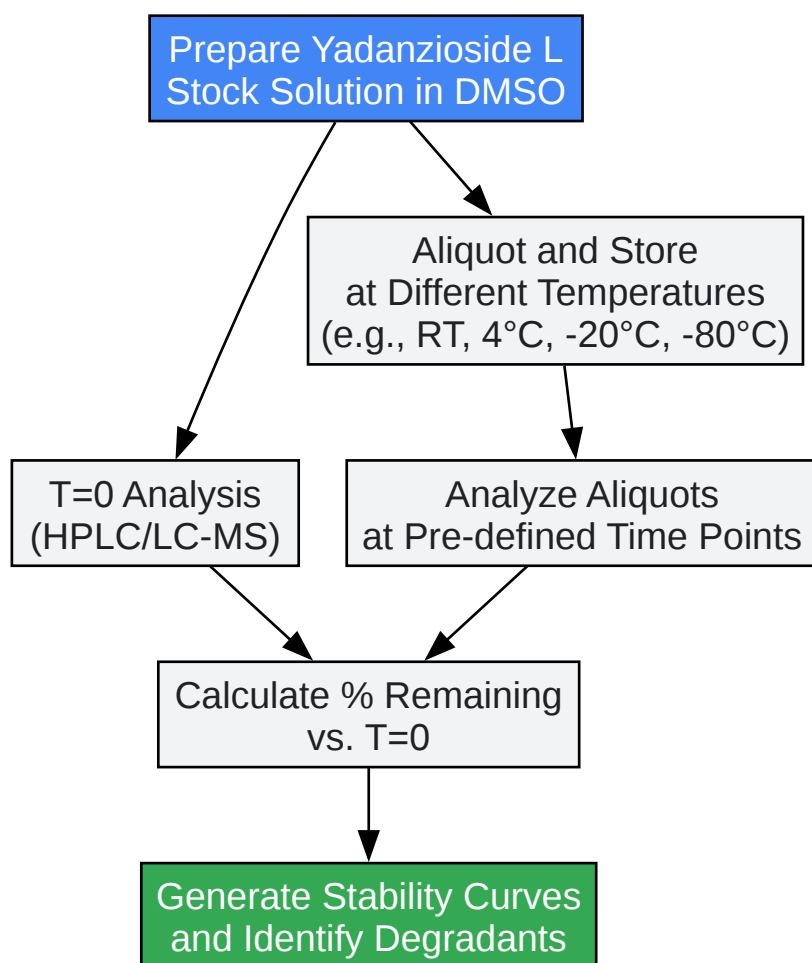 Prepare Yadanzioside L
Stock Solution in DMSO
Aliquot and Store
at Different Temperatures
(e.g., RT, 4°C, -20°C, -80°C)
T=0 Analysis
(HPLC/LC-MS)
Analyze Aliquots
at Pre-defined Time Points
Calculate % Remaining
vs. T=0
Generate Stability Curves
and Identify Degradants